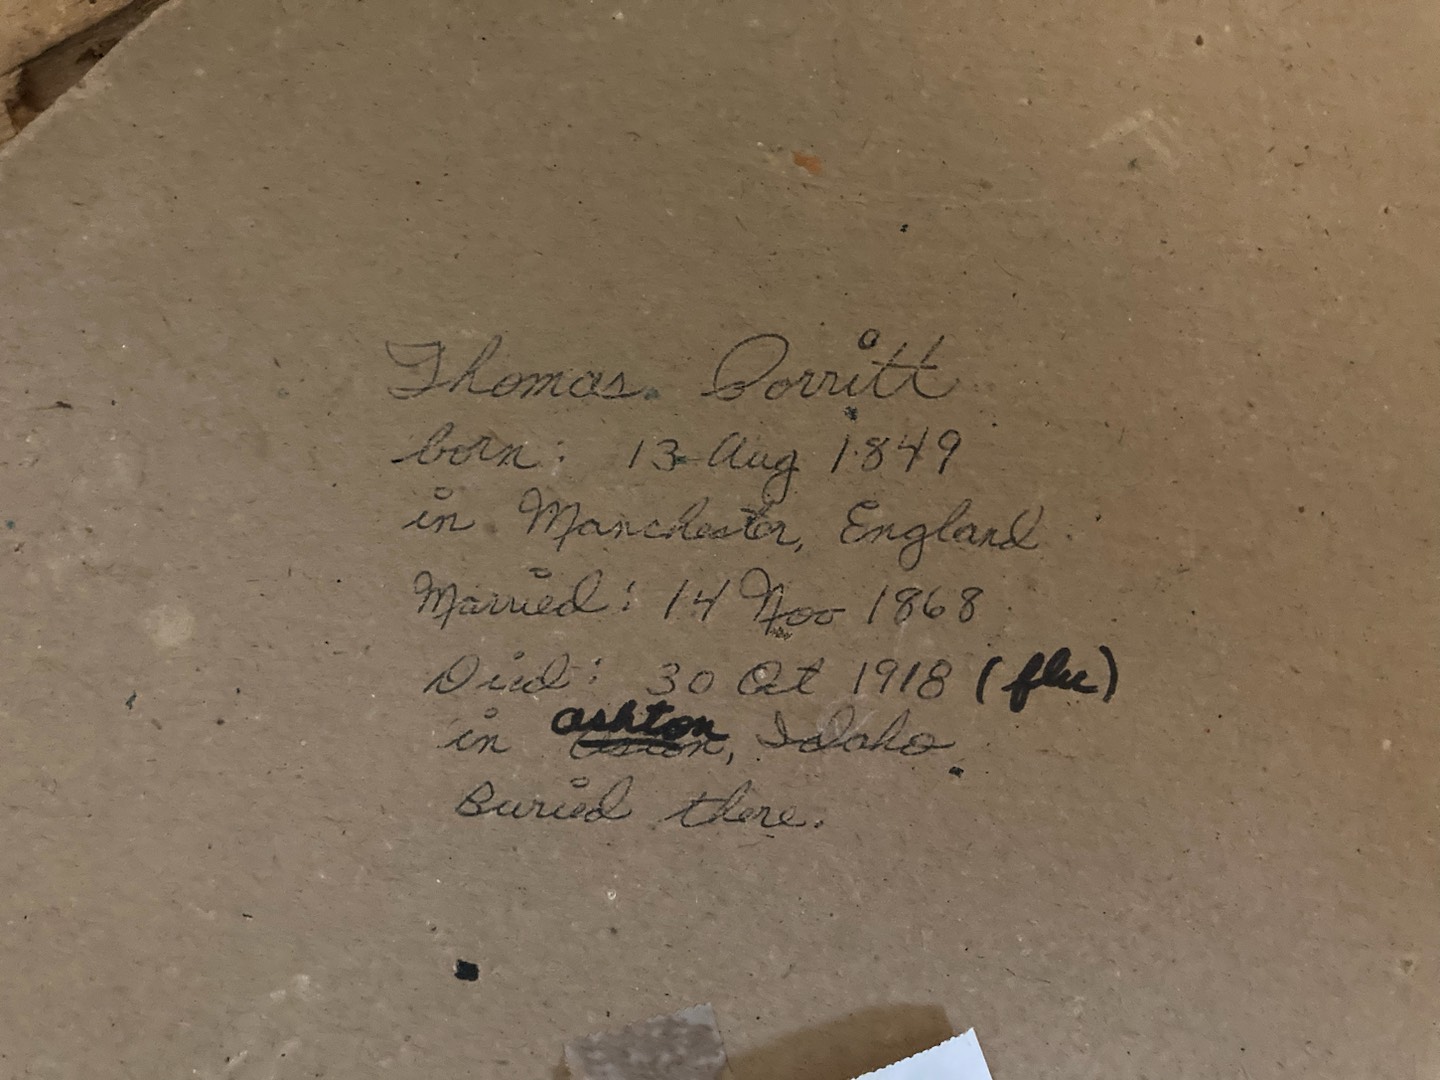 Thomas Porritt
born: 13 Aug 1849
in Manchester, England
Married: 14 Nov 1868
Died: 30 Oct 1918 (flu)
in ashton, Idaho.
Buried there.